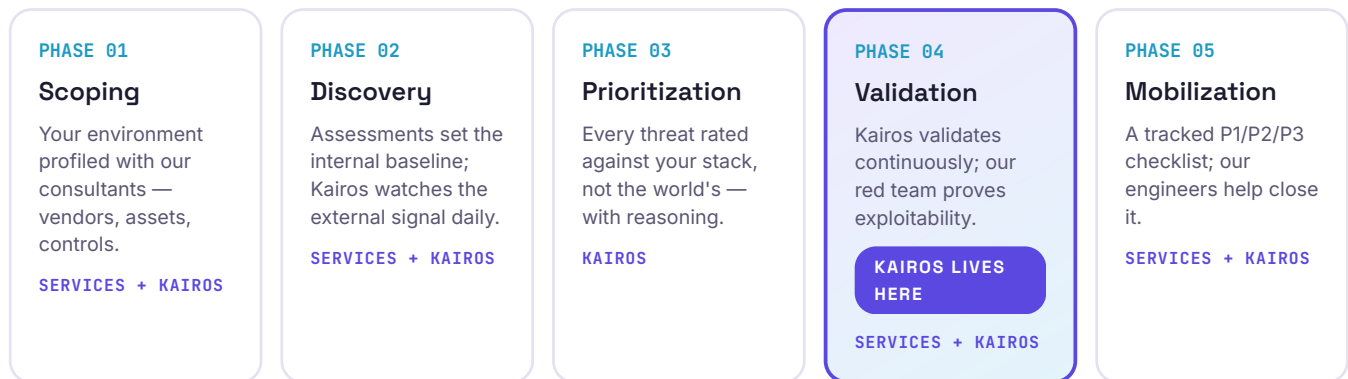 PHASE 01
Scoping
Your environment
profiled with our
consultants —
vendors, assets,
controls.
SERVICES + KAIROS
PHASE 02
Discovery
Assessments set the
internal baseline;
Kairos watches the
external signal daily.
SERVICES + KAIROS
PHASE 03
Prioritization
Every threat rated
against your stack,
not the world's —
with reasoning.
KAIROS
PHASE 04
Validation
Kairos validates
continuously; our
red team proves
exploitability.
KAIROS LIVES
HERE
SERVICES + KAIROS
PHASE 05
Mobilization
A tracked P1/P2/P3
checklist; our
engineers help close
it.
SERVICES + KAIROS